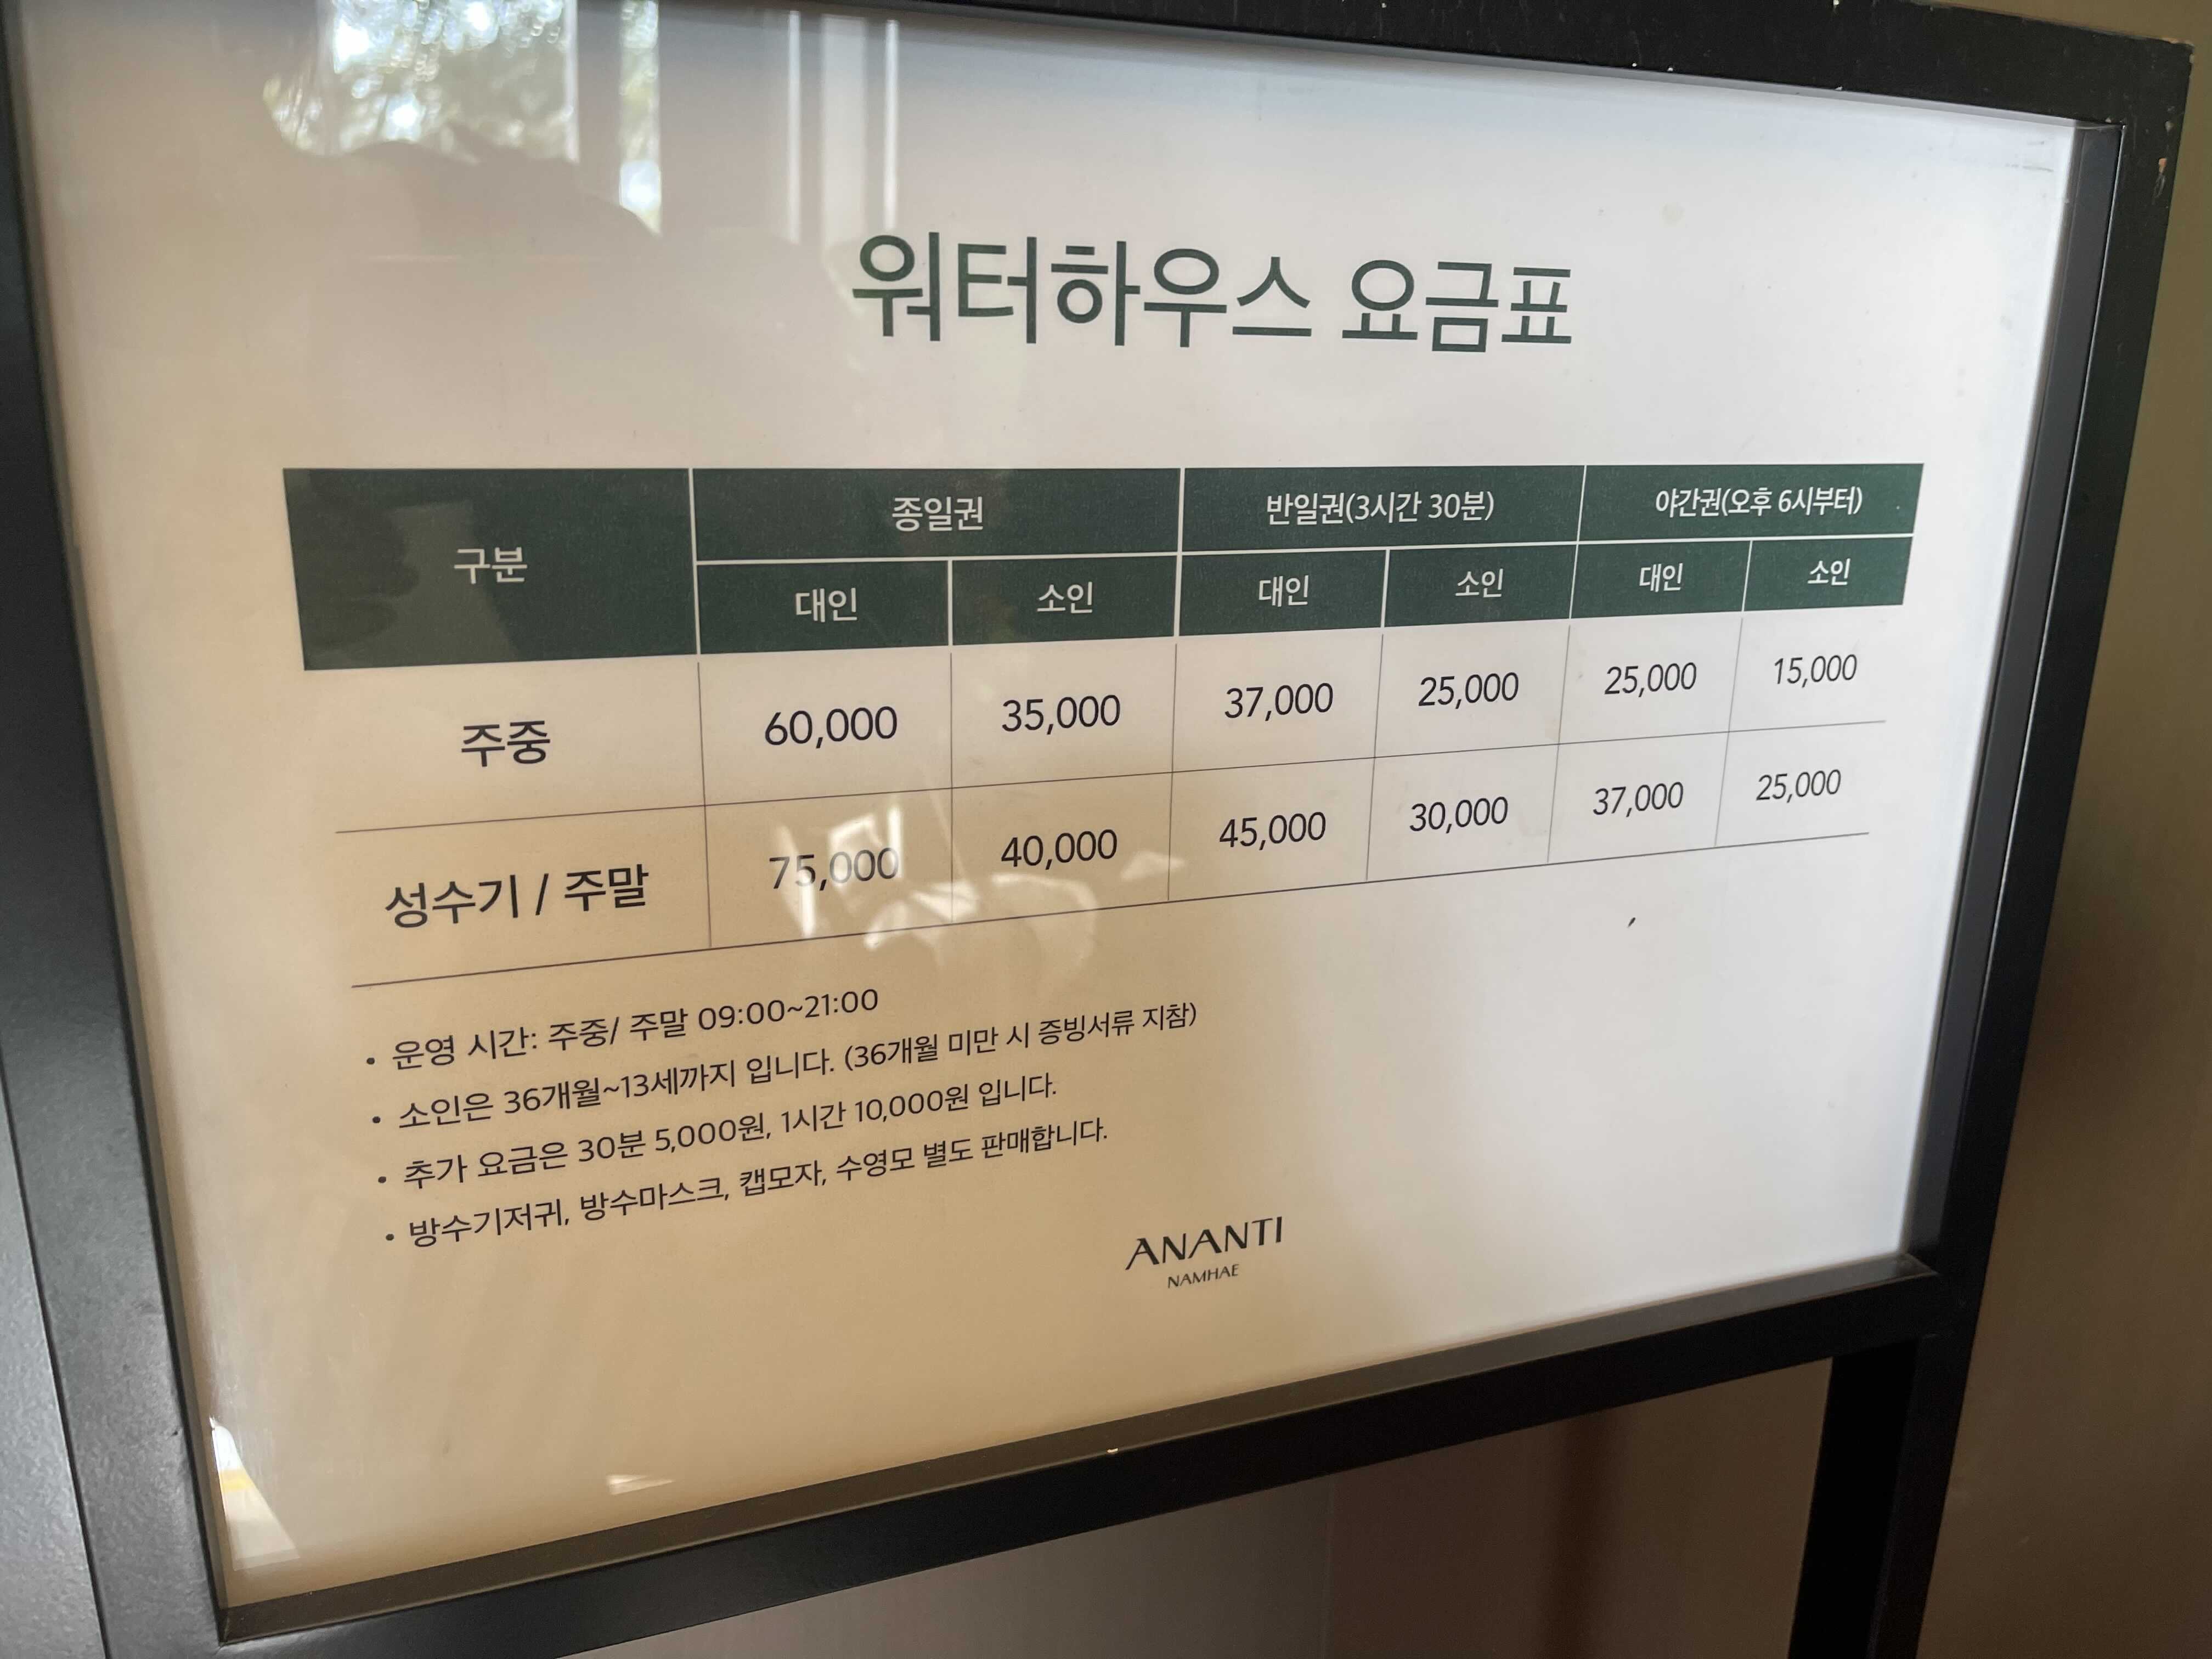 워터하우스 요금표
구분 종일권 반일권(3시간 30분) 야간권(오후 6시부터)
대인 소인 대인 소인 대인 소인
주중 60,000 35,000 37,000 25,000 25,000 15,000
성수기 / 주말 75,000 40,000 45,000 30,000 37,000 25,000
• 운영 시간: 주중/ 주말 09:00~21:00
• 소인은 36개월~13세까지 입니다. (36개월 미만 시 증빙서류 지참)
• 추가 요금은 30분 5,000원, 1시간 10,000원 입니다.
• 방수기저귀, 방수마스크, 캡모자, 수영모 별도 판매합니다.
ANANTI
NAMHAE